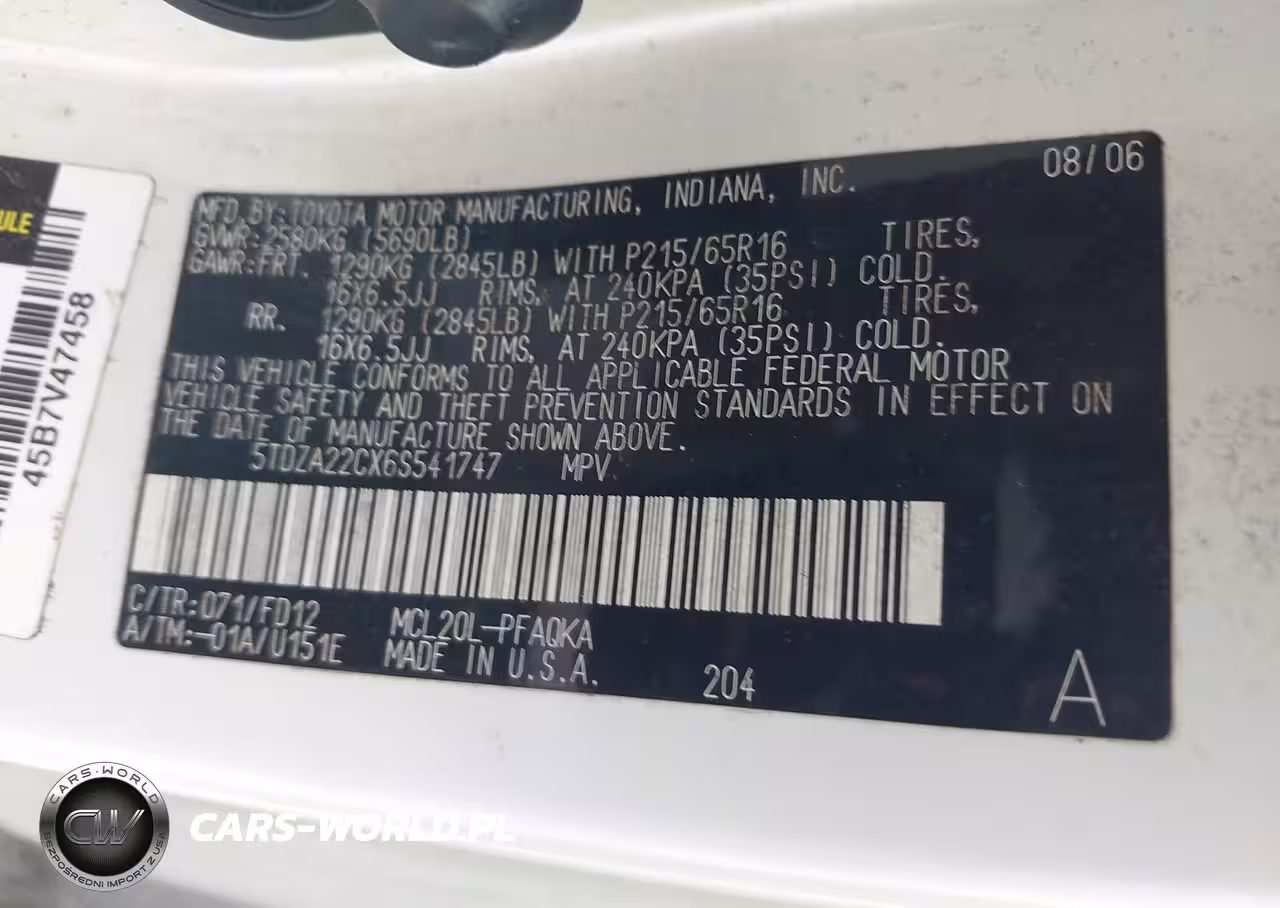 08/06
MFD. BY: TOYOTA MOTOR MANUFACTURING, INDIANA, INC.
GVWR: 2580KG (5690LB)
GAWR: FRT. 1290KG (2845LB) WITH P215/65R16 TIRES,
16X6.5JJ RIMS, AT 240KPA (35PSI) COLD.
RR. 1290KG (2845LB) WITH P215/65R16 TIRES,
16X6.5JJ RIMS, AT 240KPA (35PSI) COLD.
THIS VEHICLE CONFORMS TO ALL APPLICABLE FEDERAL MOTOR
VEHICLE SAFETY AND THEFT PREVENTION STANDARDS IN EFFECT ON
THE DATE OF MANUFACTURE SHOWN ABOVE.
5TDZA22CX6S541747 MPV
C/TR: 071/FD12 MCL20L-PFAQKA
A/TM:-01A/U151E MADE IN U.S.A.
204
A
ULE
45B7V47458
CARS-WORLD
CW
BEZPOŚREDNI IMPORT Z USA
CARS-WORLD.PL